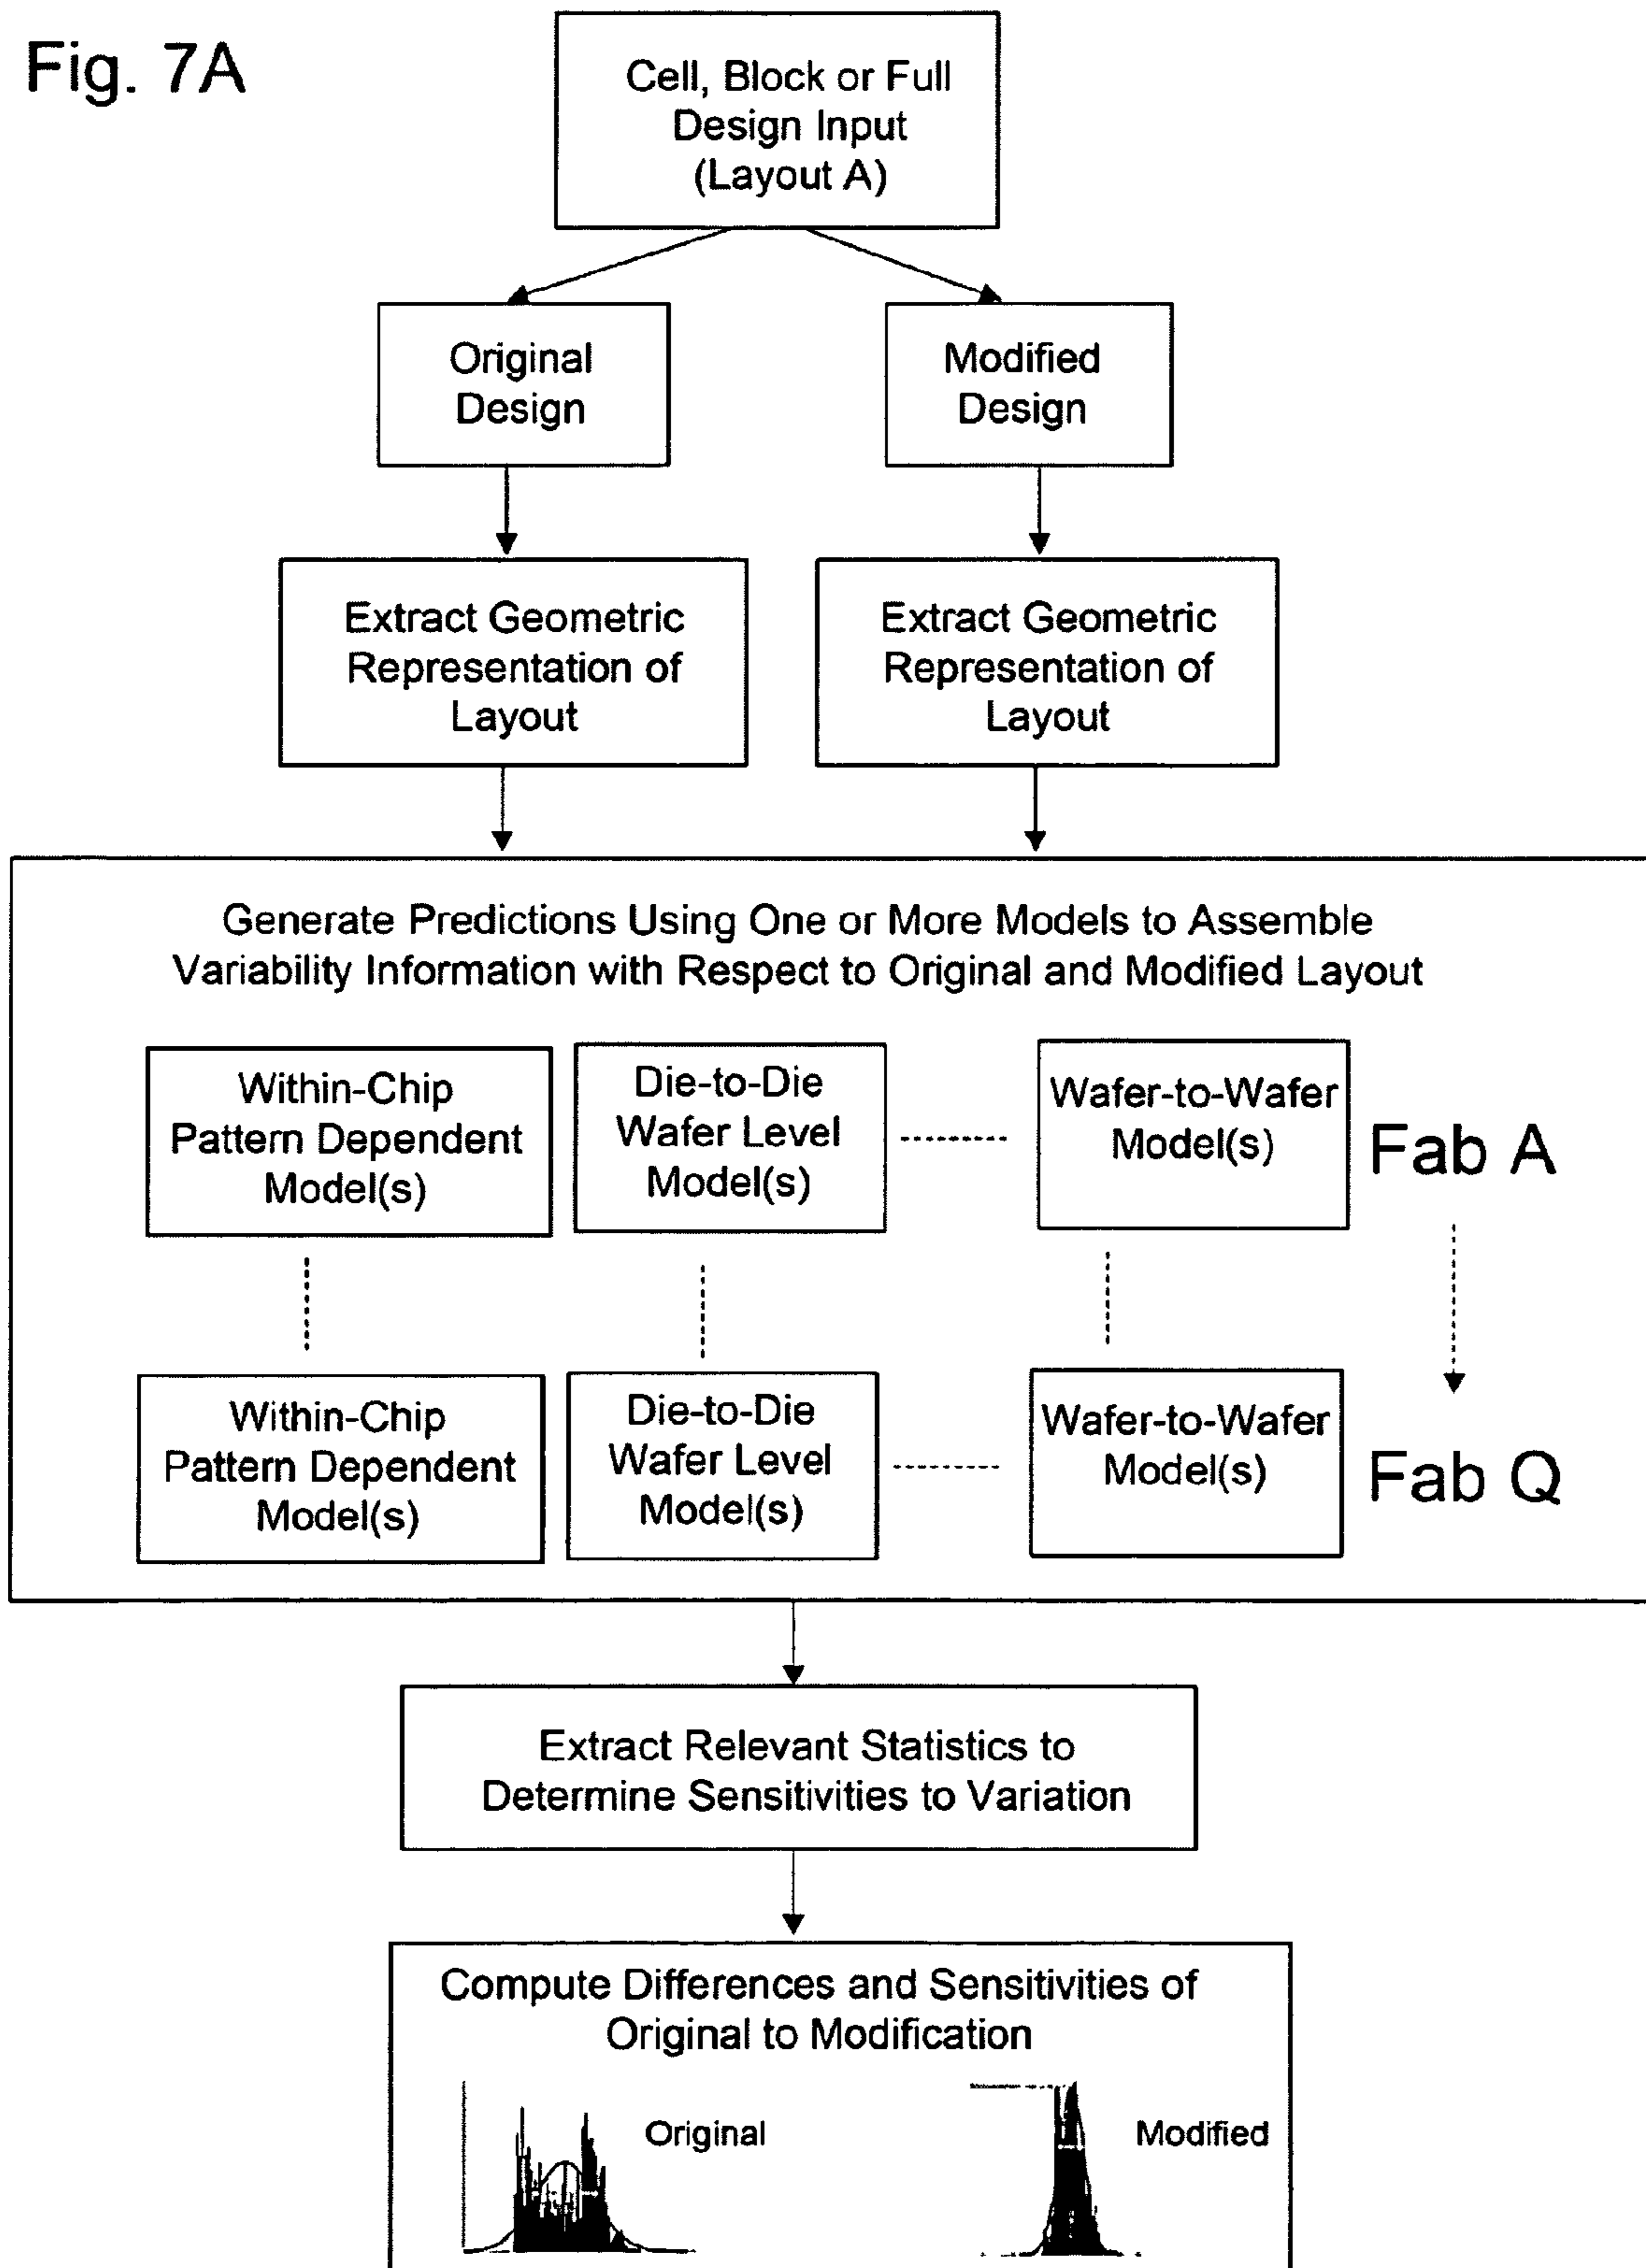 Fig. 7A
Cell, Block or Full
Design Input
(Layout A)
Original
Design
Modified
Design
Extract Geometric
Representation of
Layout
Extract Geometric
Representation of
Layout
Generate Predictions Using One or More Models to Assemble
Variability Information with Respect to Original and Modified Layout
Within-Chip
Pattern Dependent
Model(s)
Die-to-Die
Wafer Level
Model(s)
Wafer-to-Wafer
Model(s)
Fab A
Within-Chip
Pattern Dependent
Model(s)
Die-to-Die
Wafer Level
Model(s)
Wafer-to-Wafer
Model(s)
Fab Q
Extract Relevant Statistics to
Determine Sensitivities to Variation
Compute Differences and Sensitivities of
Original to Modification
Original
Modified